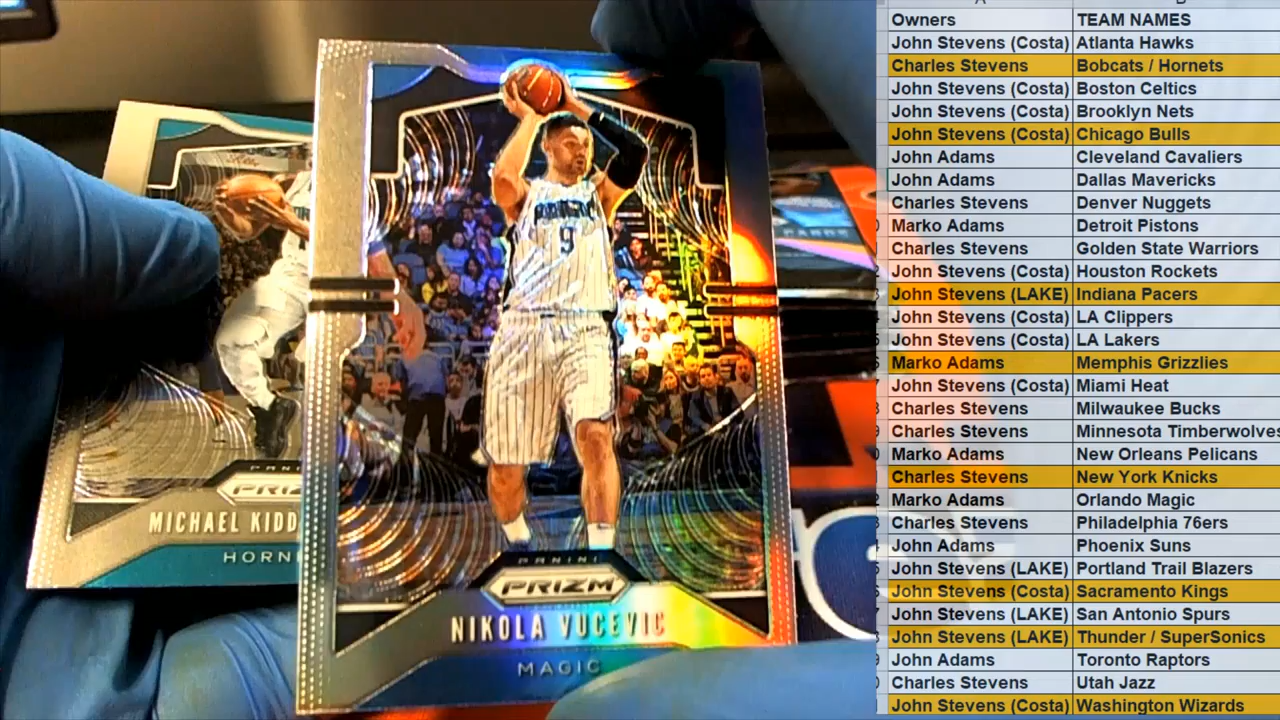 9
PANINI
PRIZM
NIKOLA VUCEVIC
MAGIC
MICHAEL KIDD
HORN
Owners TEAM NAMES
John Stevens (Costa) Atlanta Hawks
Charles Stevens Bobcats / Hornets
John Stevens (Costa) Boston Celtics
John Stevens (Costa) Brooklyn Nets
John Stevens (Costa) Chicago Bulls
John Adams Cleveland Cavaliers
John Adams Dallas Mavericks
Charles Stevens Denver Nuggets
Marko Adams Detroit Pistons
Charles Stevens Golden State Warriors
John Stevens (Costa) Houston Rockets
John Stevens (LAKE) Indiana Pacers
John Stevens (Costa) LA Clippers
John Stevens (Costa) LA Lakers
Marko Adams Memphis Grizzlies
John Stevens (Costa) Miami Heat
Charles Stevens Milwaukee Bucks
Charles Stevens Minnesota Timberwolves
Marko Adams New Orleans Pelicans
Charles Stevens New York Knicks
Marko Adams Orlando Magic
Charles Stevens Philadelphia 76ers
John Adams Phoenix Suns
John Stevens (LAKE) Portland Trail Blazers
John Stevens (Costa) Sacramento Kings
John Stevens (LAKE) San Antonio Spurs
John Stevens (LAKE) Thunder / SuperSonics
John Adams Toronto Raptors
Charles Stevens Utah Jazz
John Stevens (Costa) Washington Wizards